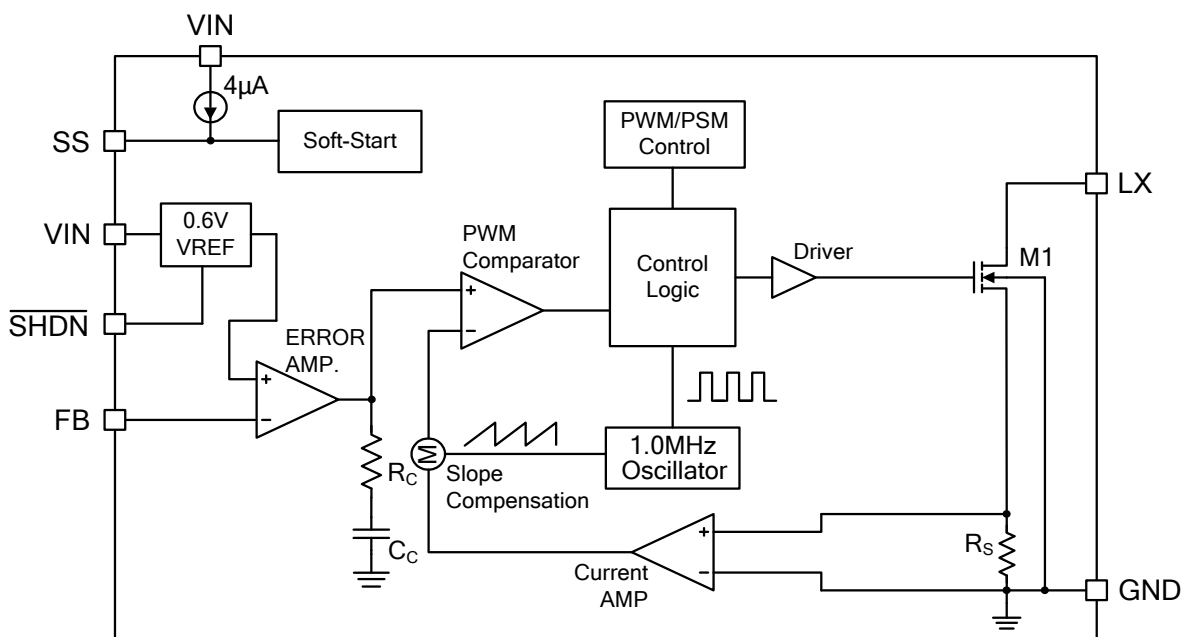 VIN
4μA
SS
Soft-Start
PWM/PSM
Control
LX
VIN
0.6V
VREF
PWM
Comparator
+
−
Control
Logic
Driver
M1
SHDN
ERROR
AMP.
+
−
FB
1.0MHz
Oscillator
Σ
Slope
Compensation
RC
CC
+
−
Current
AMP
RS
GND